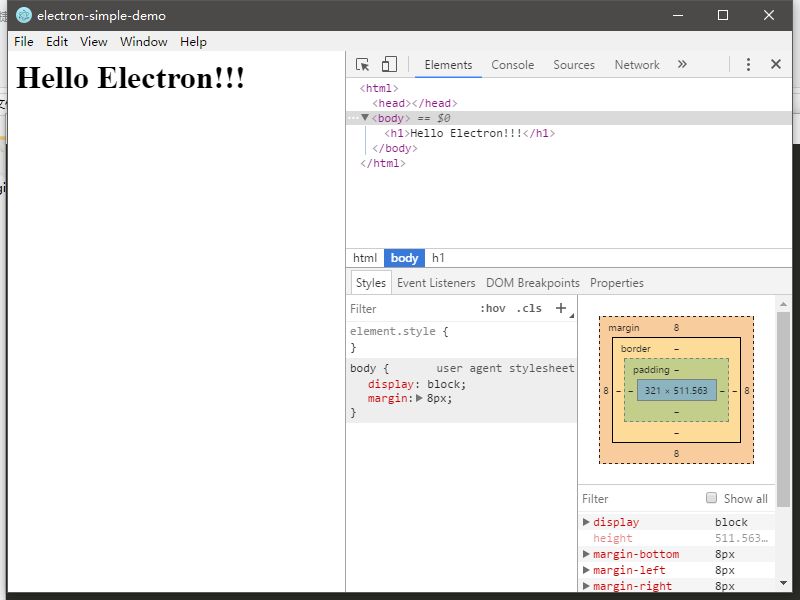 electron-simple-demo
File Edit View Window Help
Hello Electron!!!
Elements Console Sources Network »
<html>
<head></head>
··· ▼ <body> == $0
<h1>Hello Electron!!!</h1>
</body>
</html>
html body h1
Styles Event Listeners DOM Breakpoints Properties
Filter :hov .cls +
element.style {
}
body { user agent stylesheet
display: block;
margin:▶ 8px;
}
margin 8
border –
padding –
8 – – 321 × 511.563 – – 8
–
–
8
Filter Show all
▶ display block
height 511.563…
▶ margin-bottom 8px
▶ margin-left 8px
▶ margin-right 8px